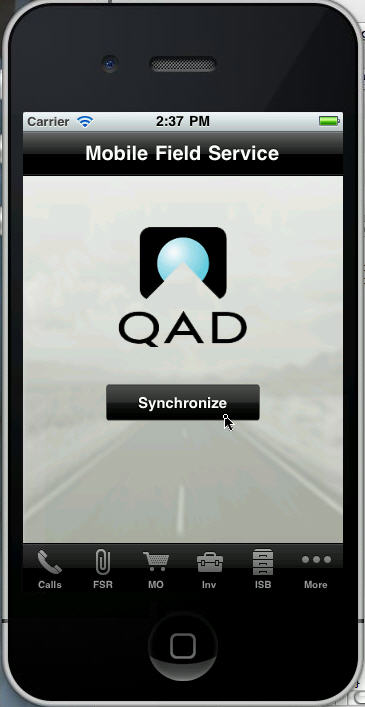 Carrier 2:37 PM
Mobile Field Service
QAD
Synchronize
Calls FSR MO Inv ISB More